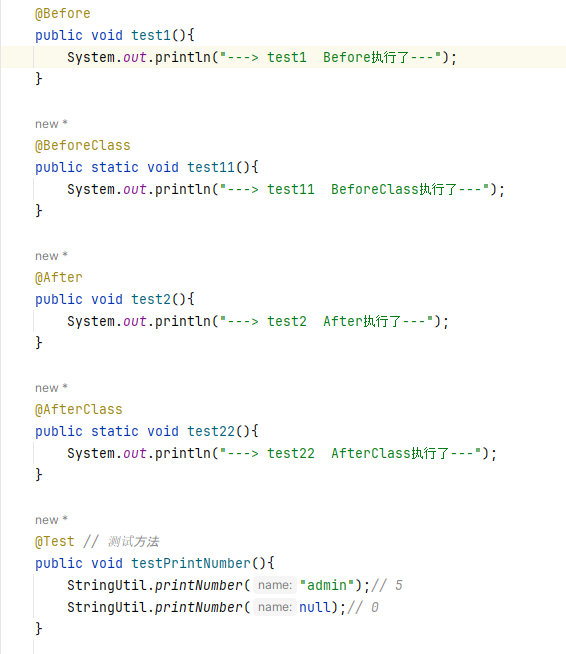 @Before
public void test1(){
    System.out.println("---> test1  Before执行了---");
}
new *
@BeforeClass
public static void test11(){
    System.out.println("---> test11  BeforeClass执行了---");
}
new *
@After
public void test2(){
    System.out.println("---> test2  After执行了---");
}
new *
@AfterClass
public static void test22(){
    System.out.println("---> test22  AfterClass执行了---");
}
new *
@Test // 测试方法
public void testPrintNumber(){
    StringUtil.printNumber( name: "admin");// 5
    StringUtil.printNumber( name: null);// 0
}